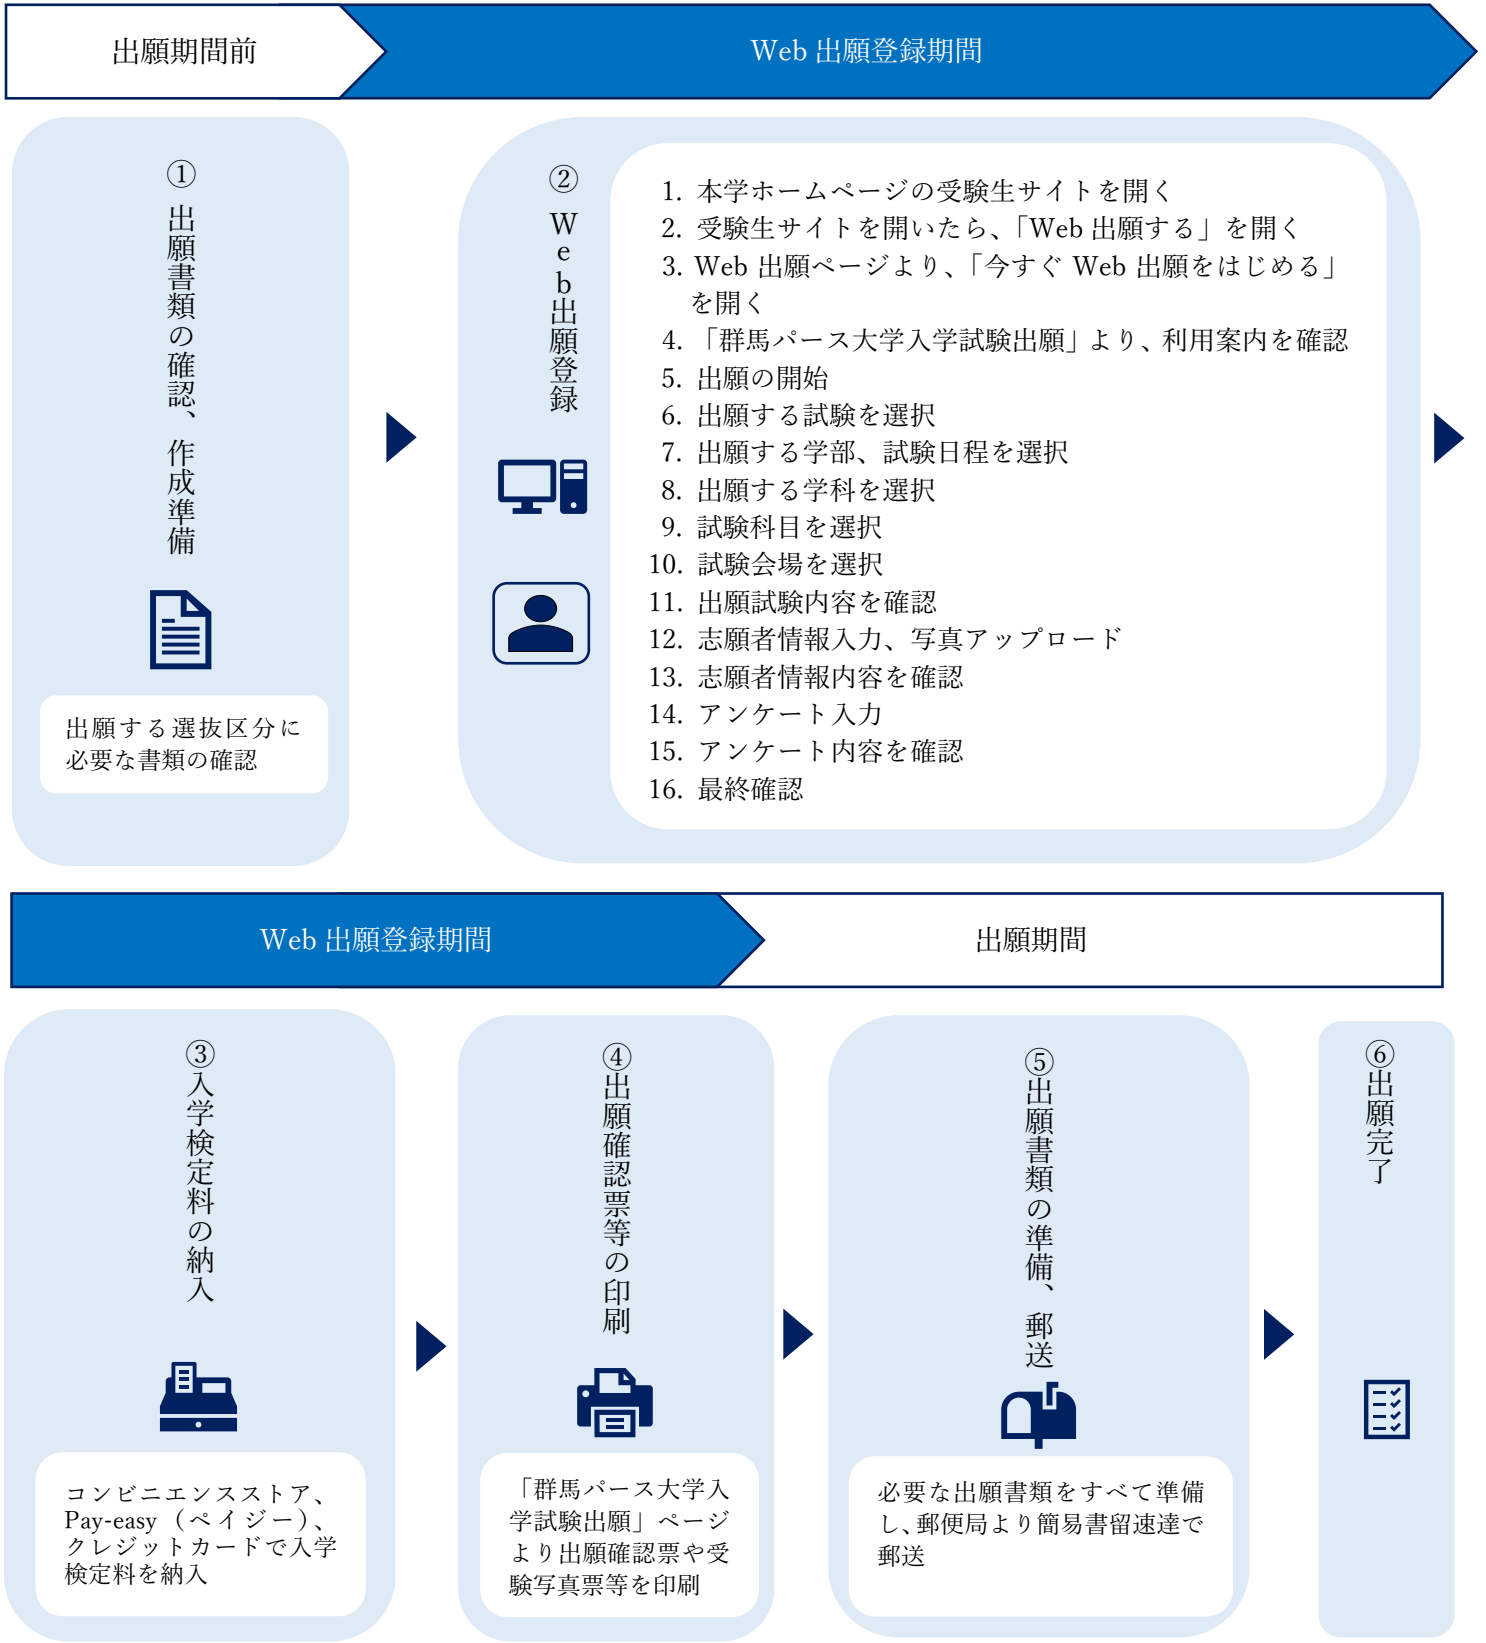 出願期間前
Web 出願登録期間
① 出願書類の確認、作成準備
出願する選抜区分に
必要な書類の確認
② Web出願登録
1. 本学ホームページの受験生サイトを開く
2. 受験生サイトを開いたら、「Web 出願する」を開く
3. Web 出願ページより、「今すぐ Web 出願をはじめる」
を開く
4. 「群馬パース大学入学試験出願」より、利用案内を確認
5. 出願の開始
6. 出願する試験を選択
7. 出願する学部、試験日程を選択
8. 出願する学科を選択
9. 試験科目を選択
10. 試験会場を選択
11. 出願試験内容を確認
12. 志願者情報入力、写真アップロード
13. 志願者情報内容を確認
14. アンケート入力
15. アンケート内容を確認
16. 最終確認
Web 出願登録期間
出願期間
③入学検定料の納入
コンビニエンスストア、
Pay-easy（ペイジー）、
クレジットカードで入学
検定料を納入
④出願確認票等の印刷
「群馬パース大学入
学試験出願」ページ
より出願確認票や受
験写真票等を印刷
⑤出願書類の準備、郵送
必要な出願書類をすべて準備
し、郵便局より簡易書留速達で
郵送
⑥出願完了